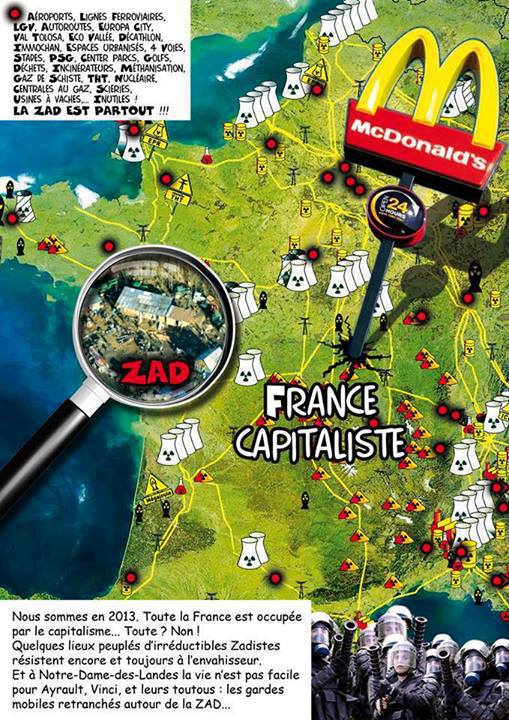 Aéroports, Lignes Ferroviaires,
LGV, Autoroutes, Europa City,
Val Tolosa, Eco Vallée, Décathlon,
Immochan, Espaces urbanisés, 4 Voies,
Stades, PSG, Center Parcs, Golfs,
Déchets, Incinérateurs, Méthanisation,
Gaz de Schiste, THT, Nucléaire,
Centrales au gaz, Scieries,
Usines à vaches... Inutiles !
LA ZAD EST PARTOUT !!!
McDonald's
OPEN 24 HOURS
EPR
THT
ZAD
FRANCE
CAPITALISTE
Nous sommes en 2013. Toute la France est occupée
par le capitalisme... Toute ? Non !
Quelques lieux peuplés d'irréductibles Zadistes
résistent encore et toujours à l'envahisseur.
Et à Notre-Dame-des-Landes la vie n'est pas facile
pour Ayrault, Vinci, et leurs toutous : les gardes
mobiles retranchés autour de la ZAD...